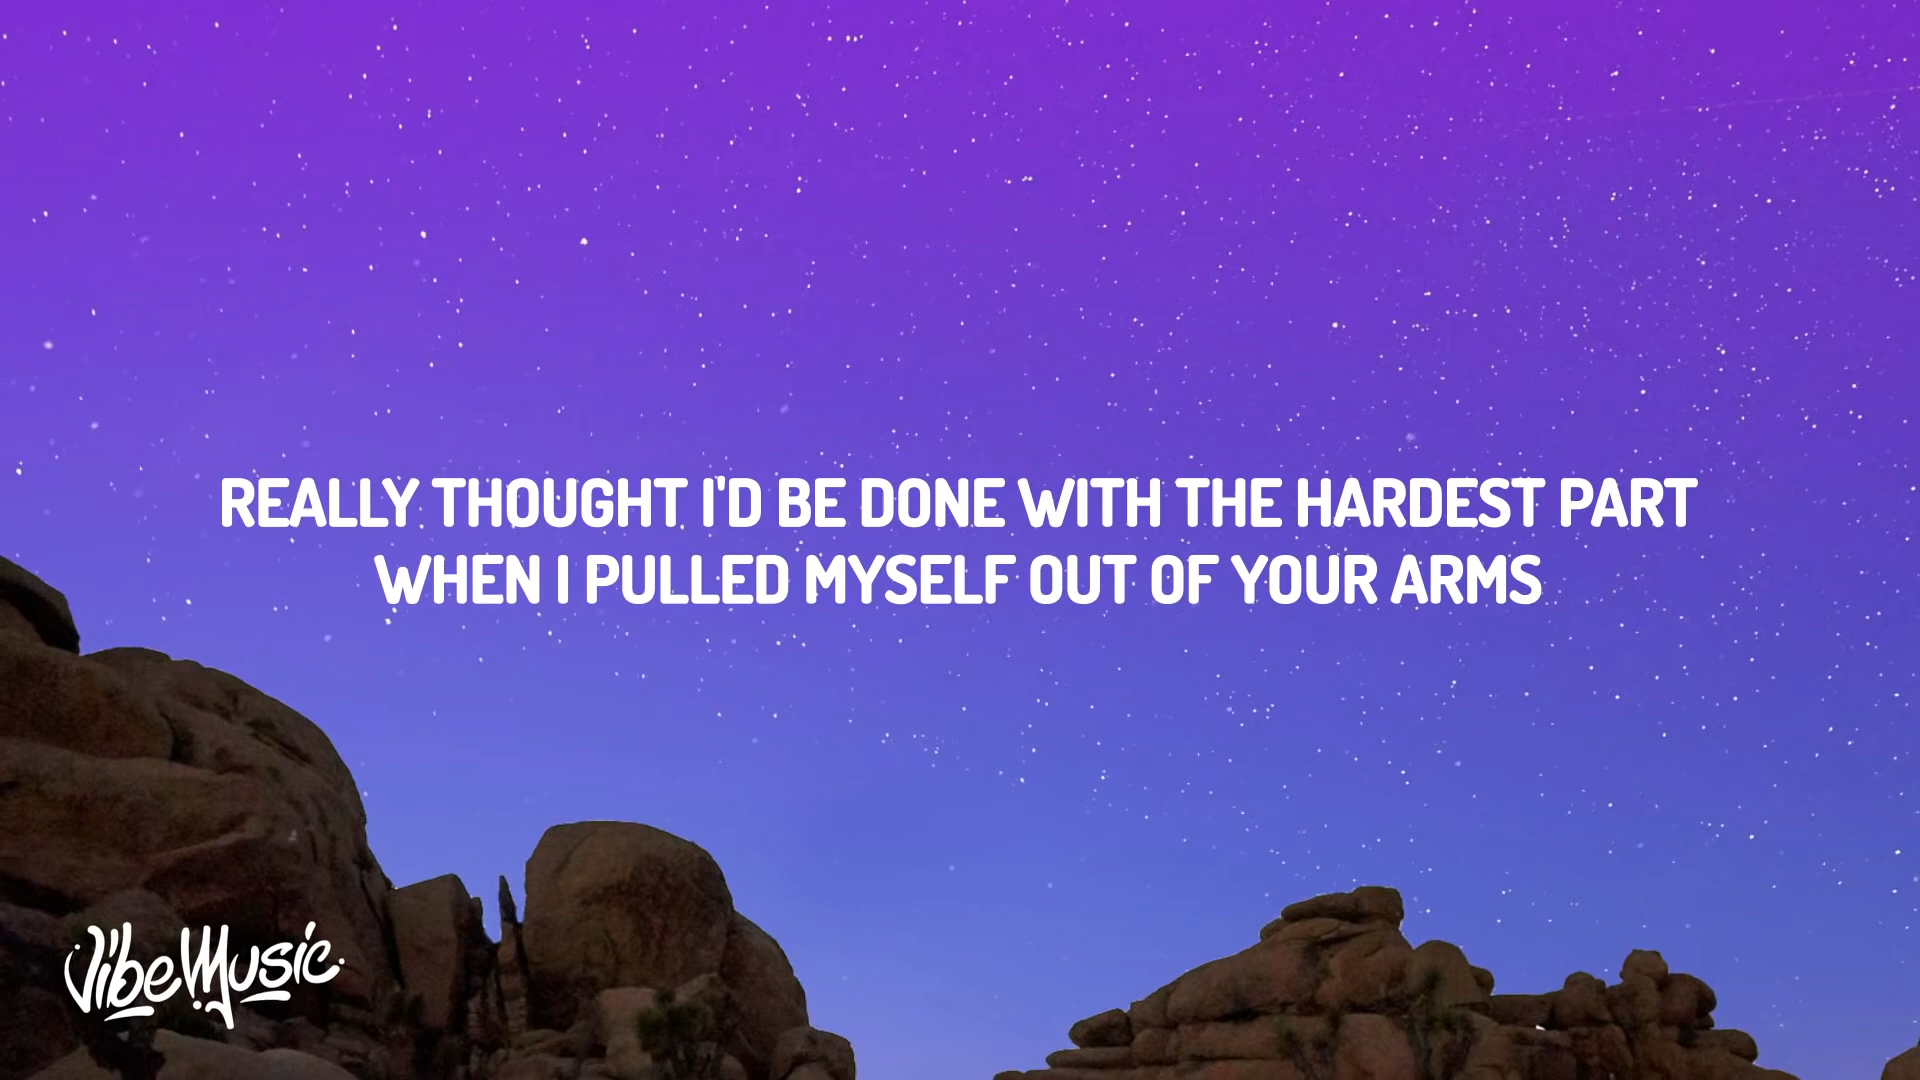 REALLY THOUGHT I'D BE DONE WITH THE HARDEST PART
WHEN I PULLED MYSELF OUT OF YOUR ARMS
VibeMusic